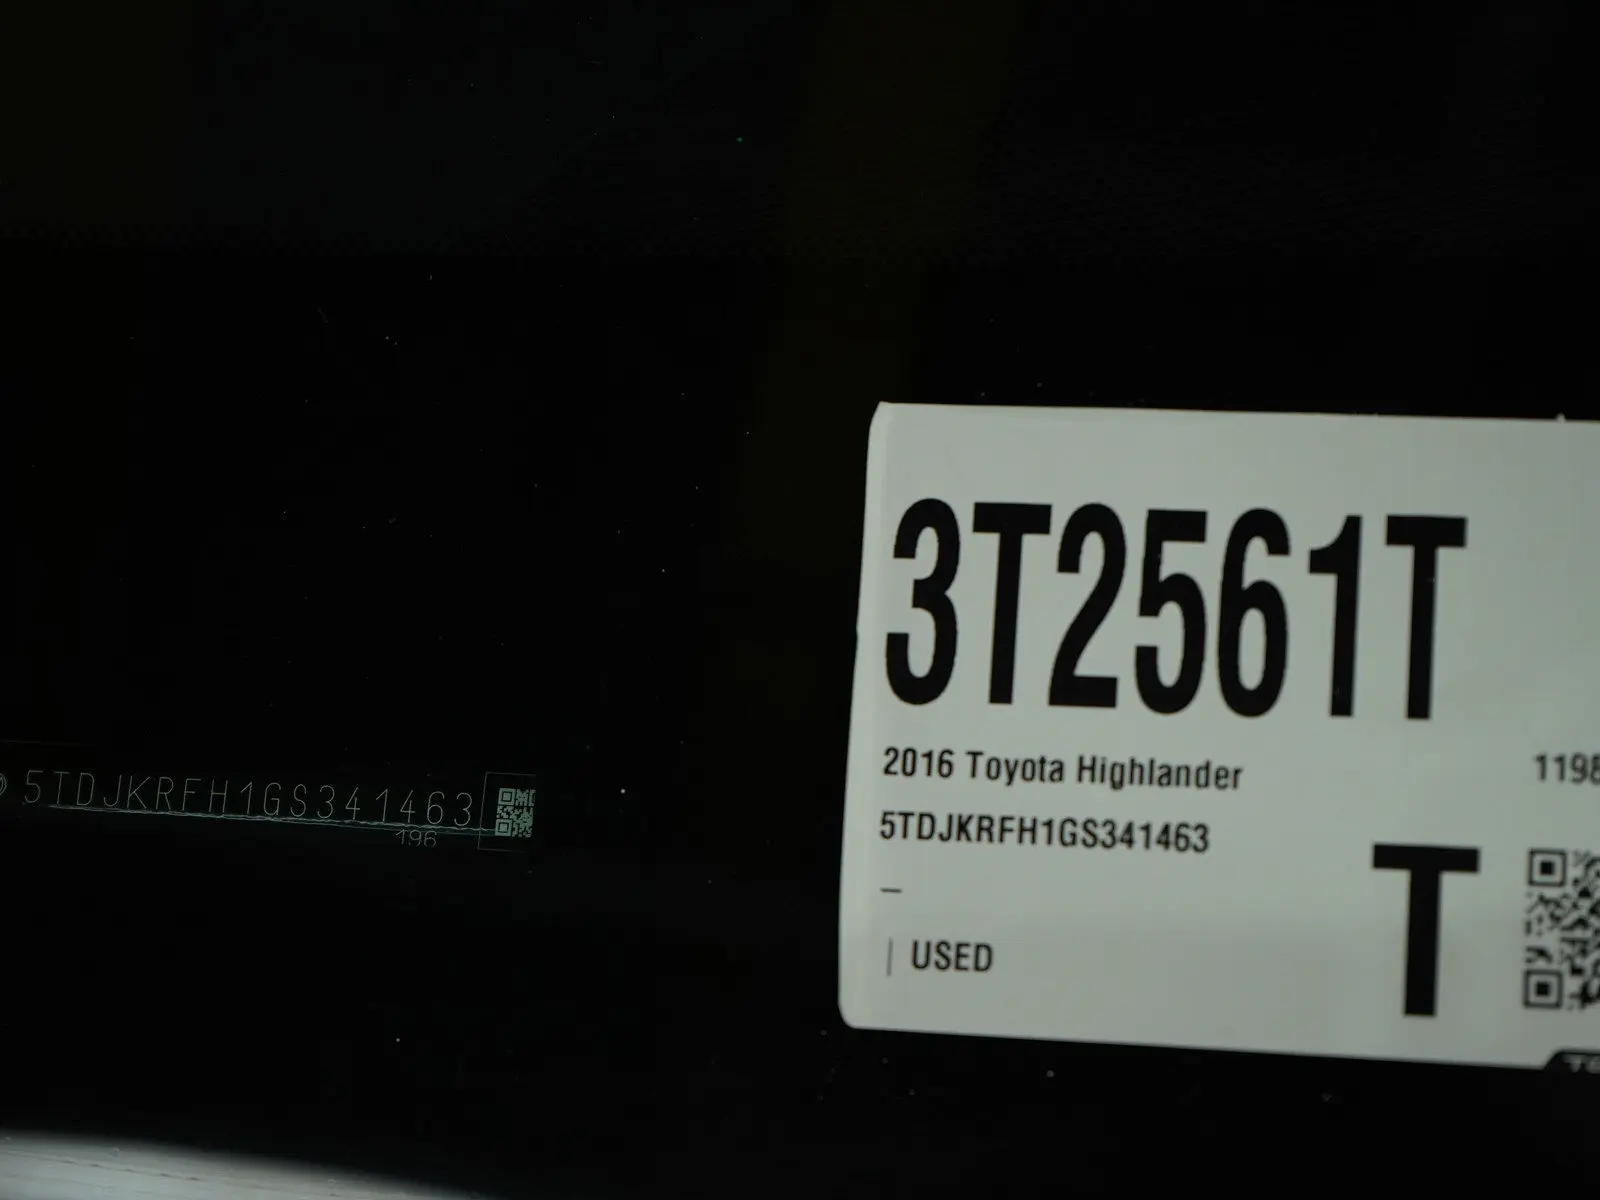 5TDJKRFH1GS341463
196
3T2561T
2016 Toyota Highlander
1198
5TDJKRFH1GS341463
–
T
| USED